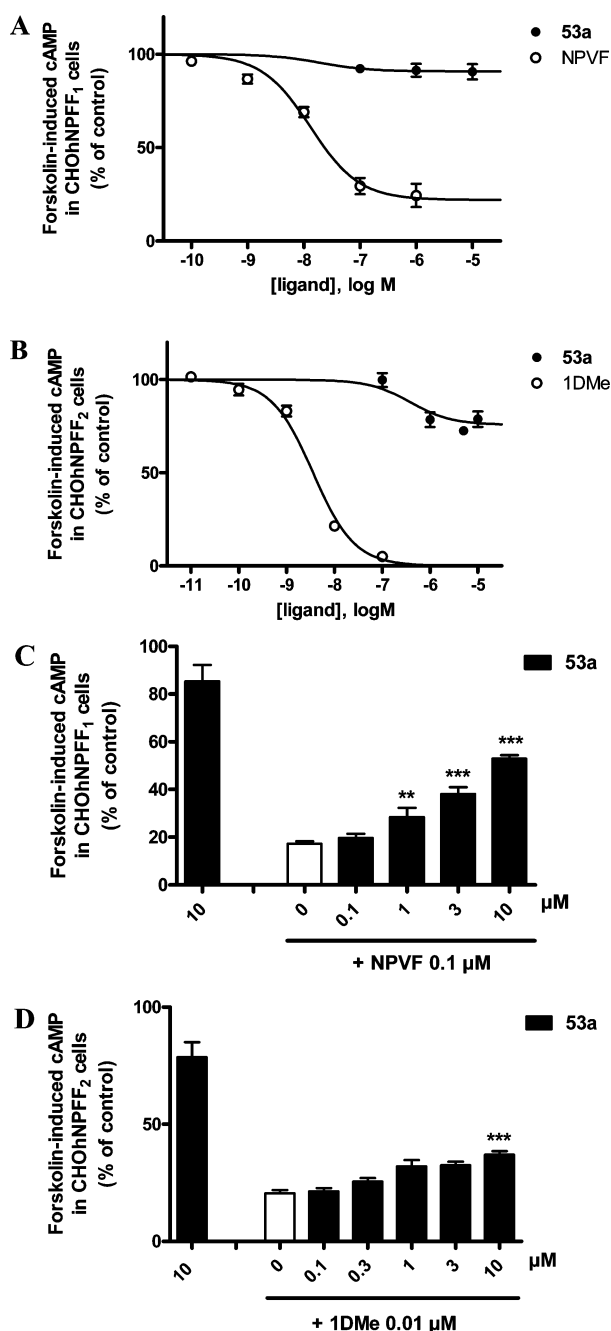 A
Forskolin-induced cAMP
in CHOhNPFF₁ cells
(% of control)
100
50
0
-10 -9 -8 -7 -6 -5
[ligand], log M
53a
NPVF
B
Forskolin-induced cAMP
in CHOhNPFF₂ cells
(% of control)
100
50
0
-11 -10 -9 -8 -7 -6 -5
[ligand], logM
53a
1DMe
C
Forskolin-induced cAMP
in CHOhNPFF₁ cells
(% of control)
100
80
60
40
20
0
** *** ***
10 0 0.1 1 3 10 µM
+ NPVF 0.1 µM
53a
D
Forskolin-induced cAMP
in CHOhNPFF₂ cells
(% of control)
100
50
0
***
10 0 0.1 0.3 1 3 10 µM
+ 1DMe 0.01 µM
53a